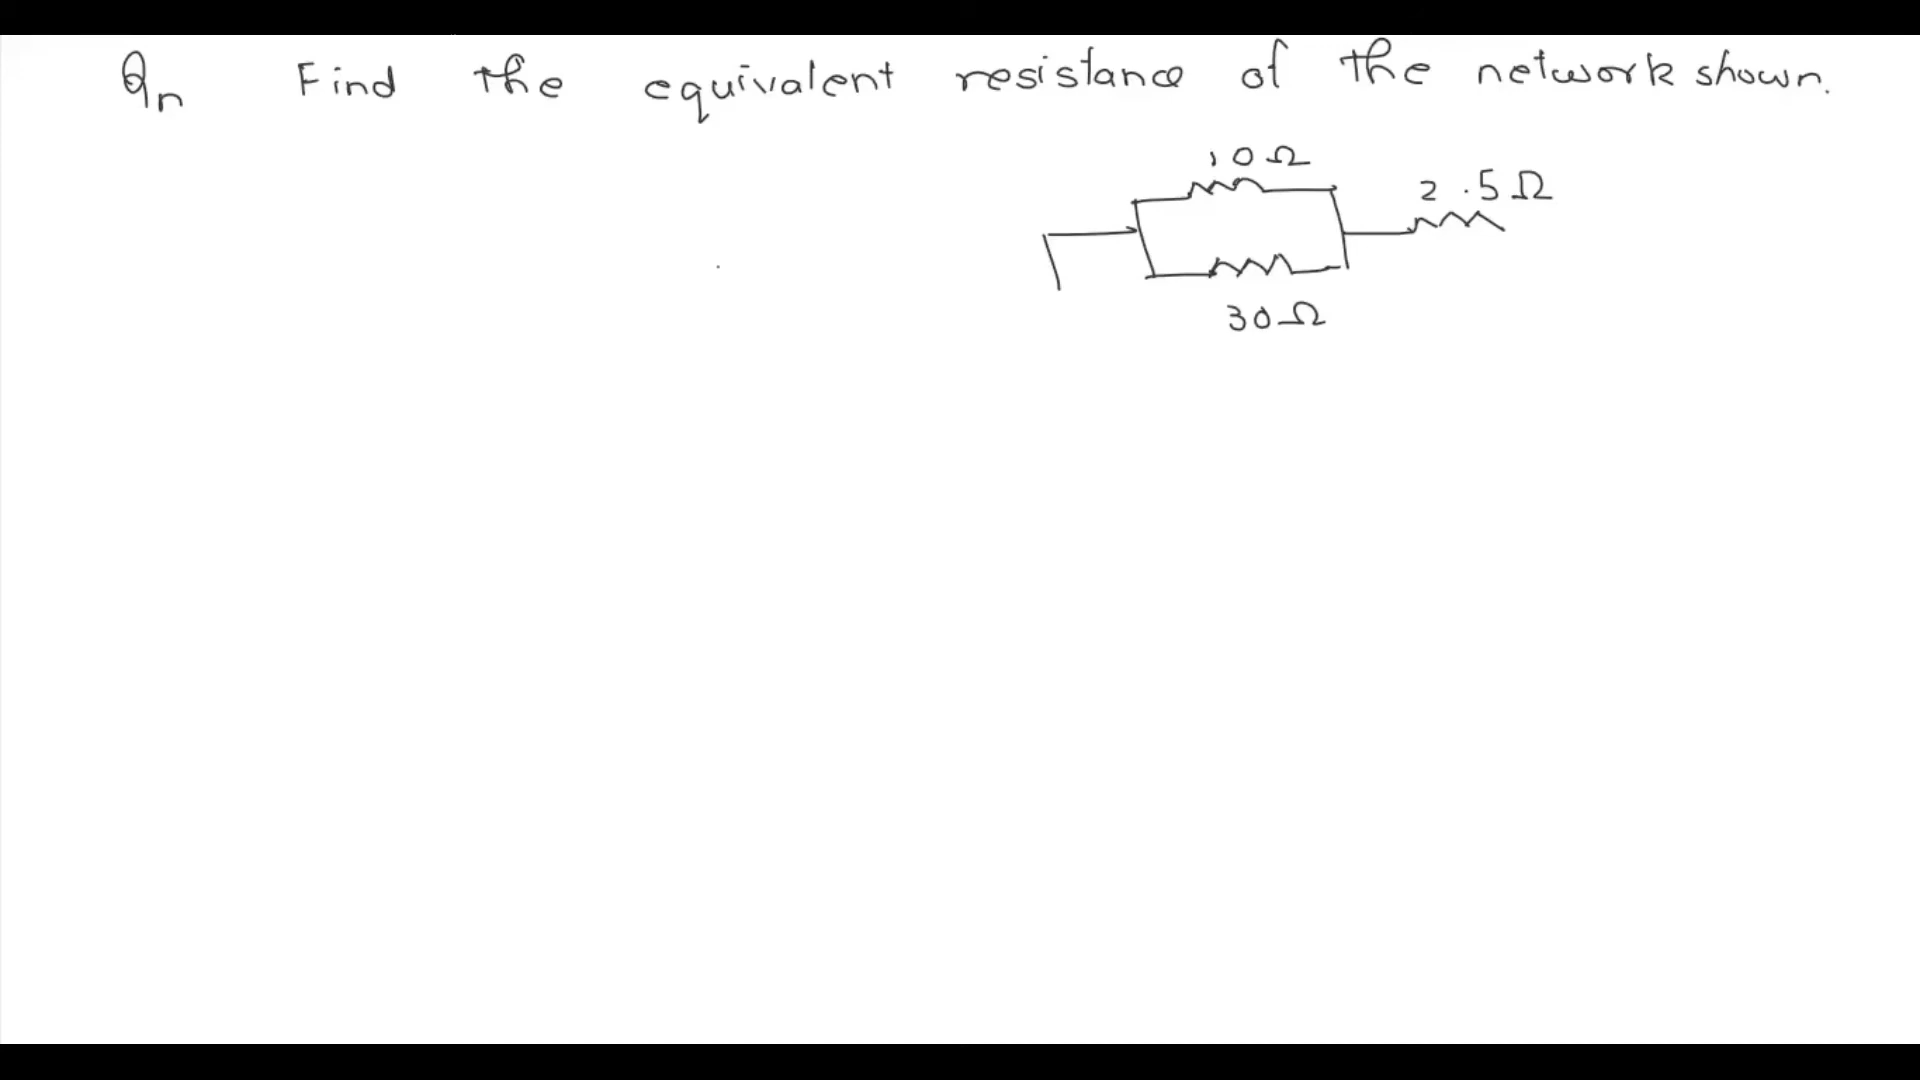 Qn Find the equivalent resistance of the network shown.
10Ω
2.5Ω
30Ω